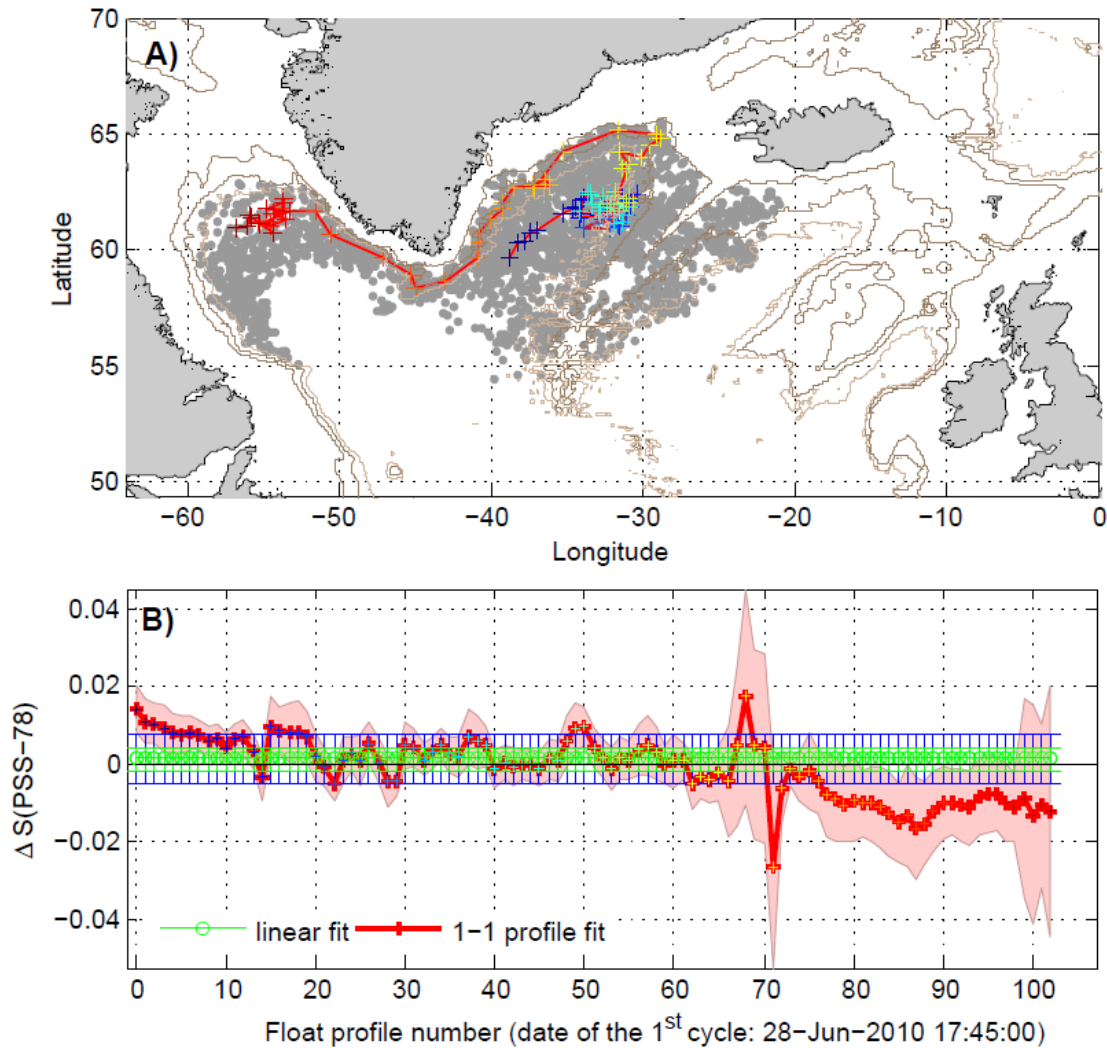 70
A)
65
60
55
50
Latitude
−60 −50 −40 −30 −20 −10 0
Longitude
B)
0.04
0.02
0
−0.02
−0.04
Δ S(PSS−78)
linear fit 1−1 profile fit
0 10 20 30 40 50 60 70 80 90 100
Float profile number (date of the 1st cycle: 28−Jun−2010 17:45:00)